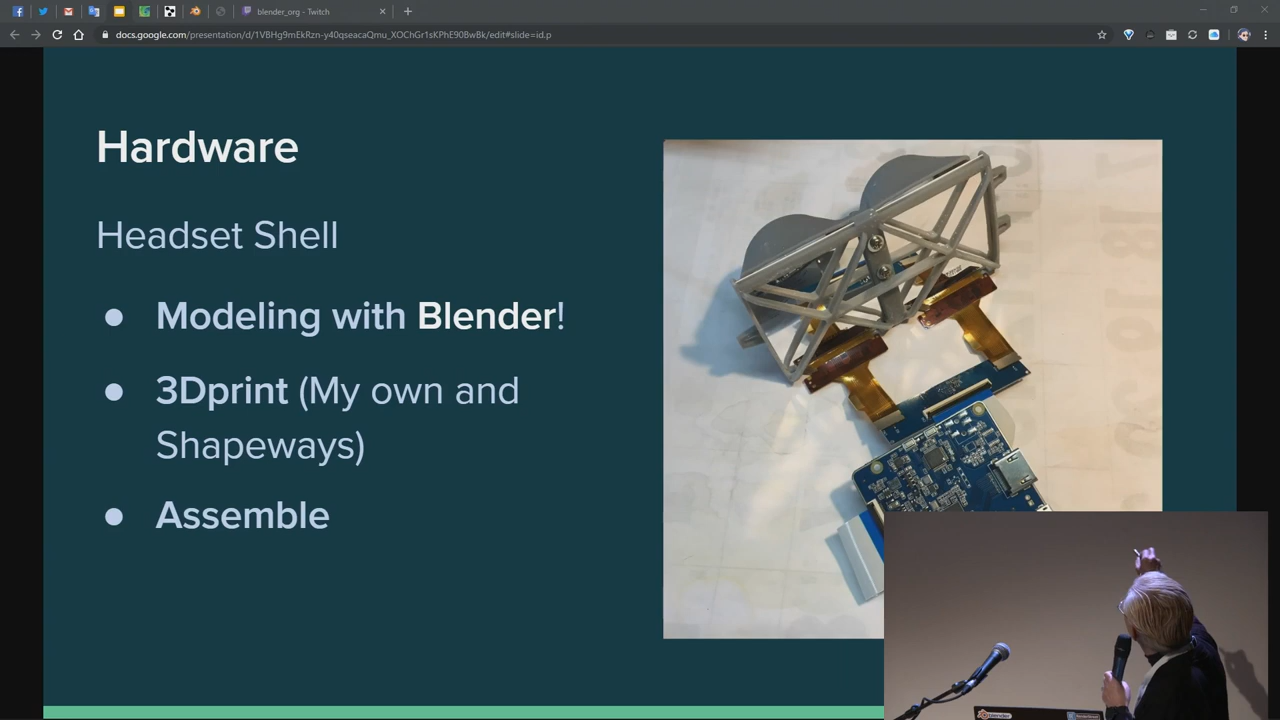 blender_org - Twitch
docs.google.com/presentation/d/1VBHg9mEkRzn-y40qseacaQmu_XOChGr1sKPhE90Bw8k/edit#slide=id.p
Hardware
Headset Shell
● Modeling with Blender!
● 3Dprint (My own and
Shapeways)
● Assemble
blender